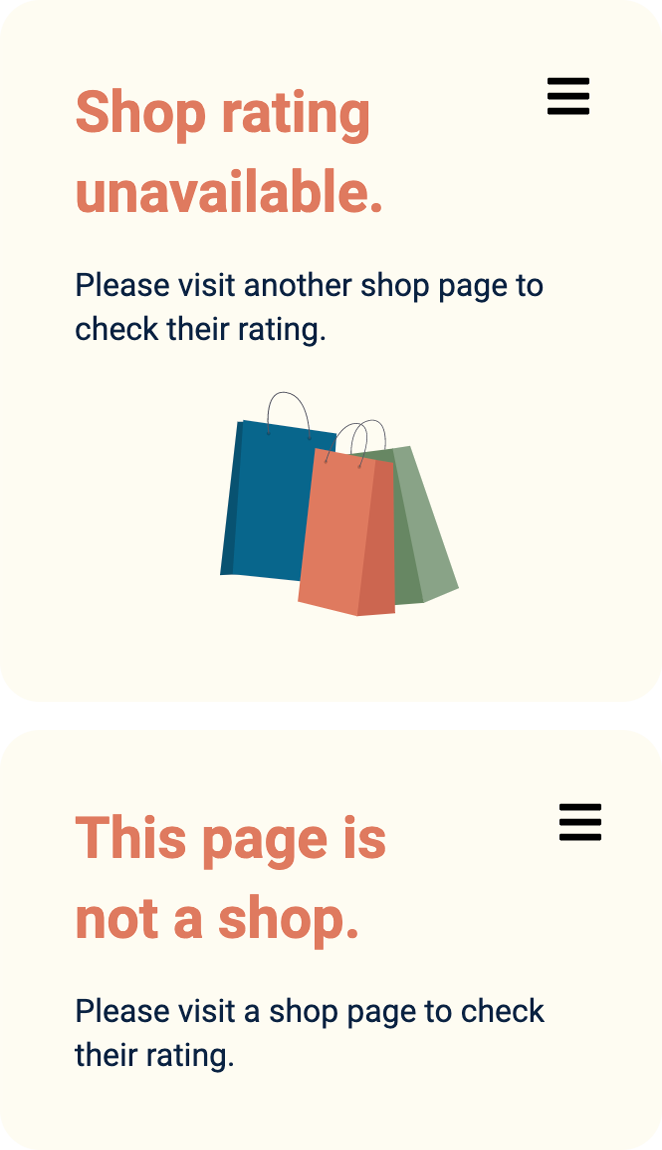 Shop rating
unavailable.
Please visit another shop page to
check their rating.
This page is
not a shop.
Please visit a shop page to check
their rating.